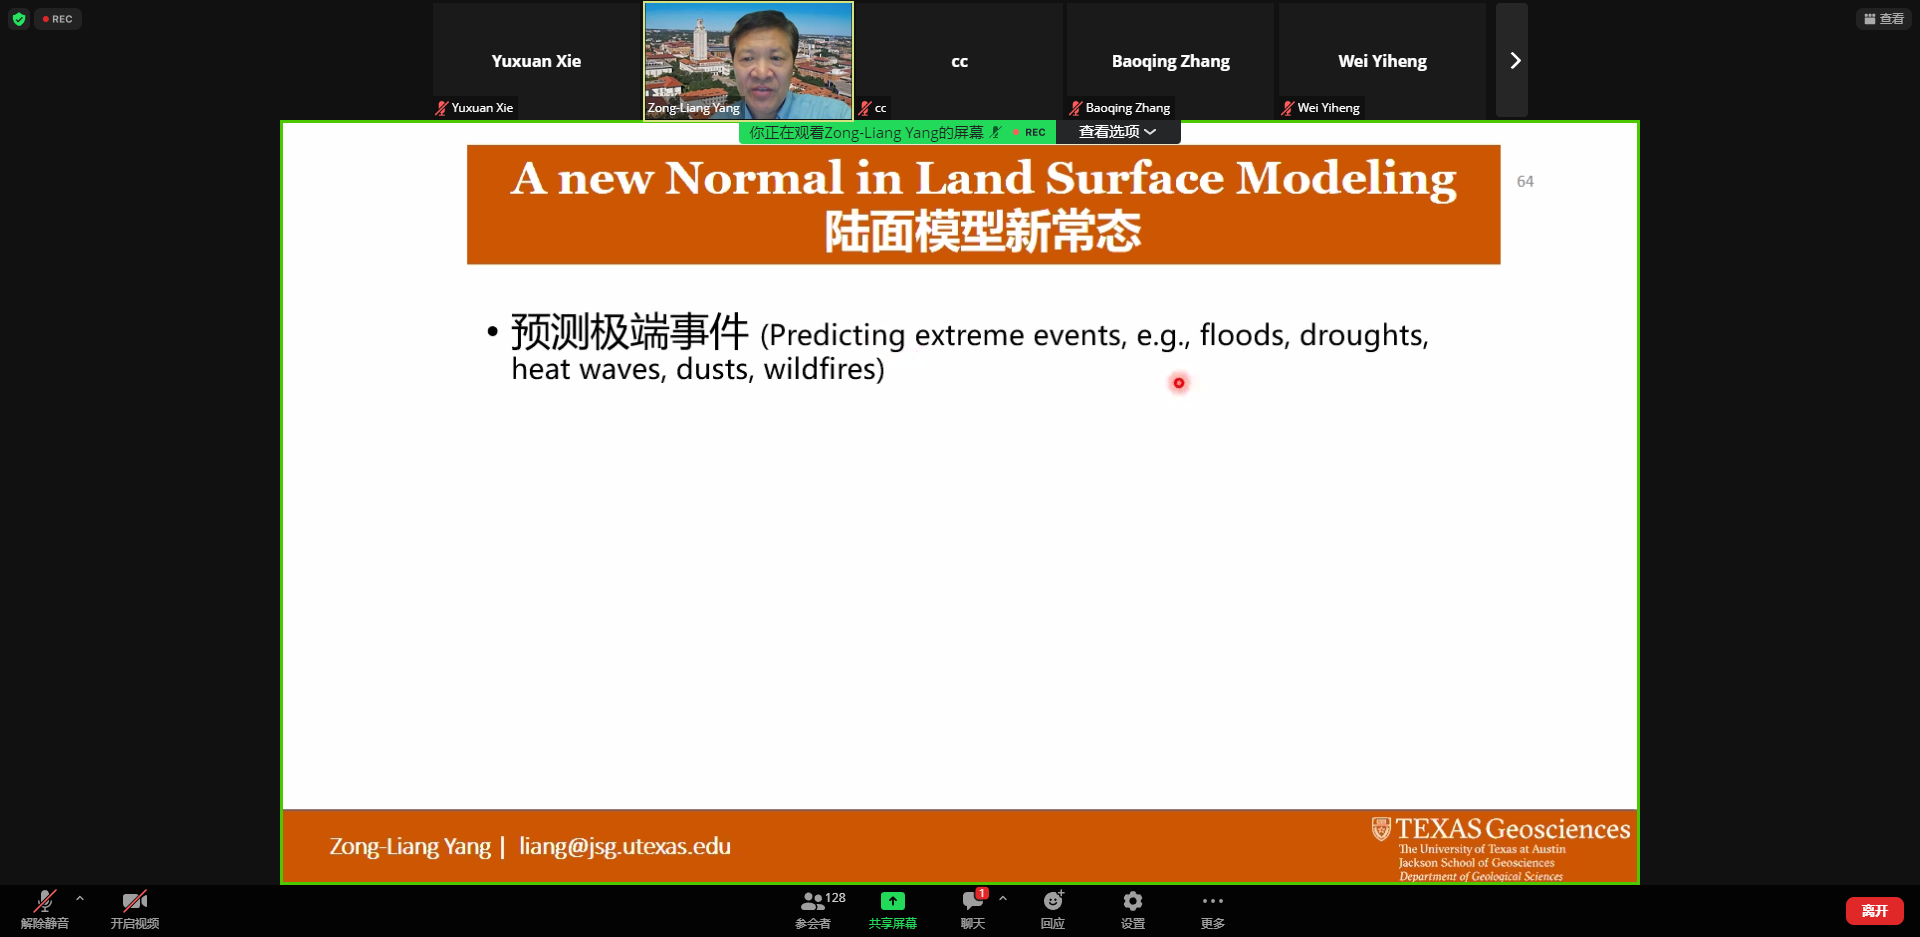 REC
查看
Yuxuan Xie
cc
Baoqing Zhang
Wei Yiheng
Yuxuan Xie
Zong-Liang Yang
cc
Baoqing Zhang
Wei Yiheng
你正在观看Zong-Liang Yang的屏幕 REC
查看选项
A new Normal in Land Surface Modeling
陆面模型新常态
64
• 预测极端事件 (Predicting extreme events, e.g., floods, droughts,
heat waves, dusts, wildfires)
Zong-Liang Yang | liang@jsg.utexas.edu
TEXAS Geosciences
The University of Texas at Austin
Jackson School of Geosciences
Department of Geological Sciences
解除静音
开启视频
128
参会者
共享屏幕
1
聊天
回应
设置
更多
离开